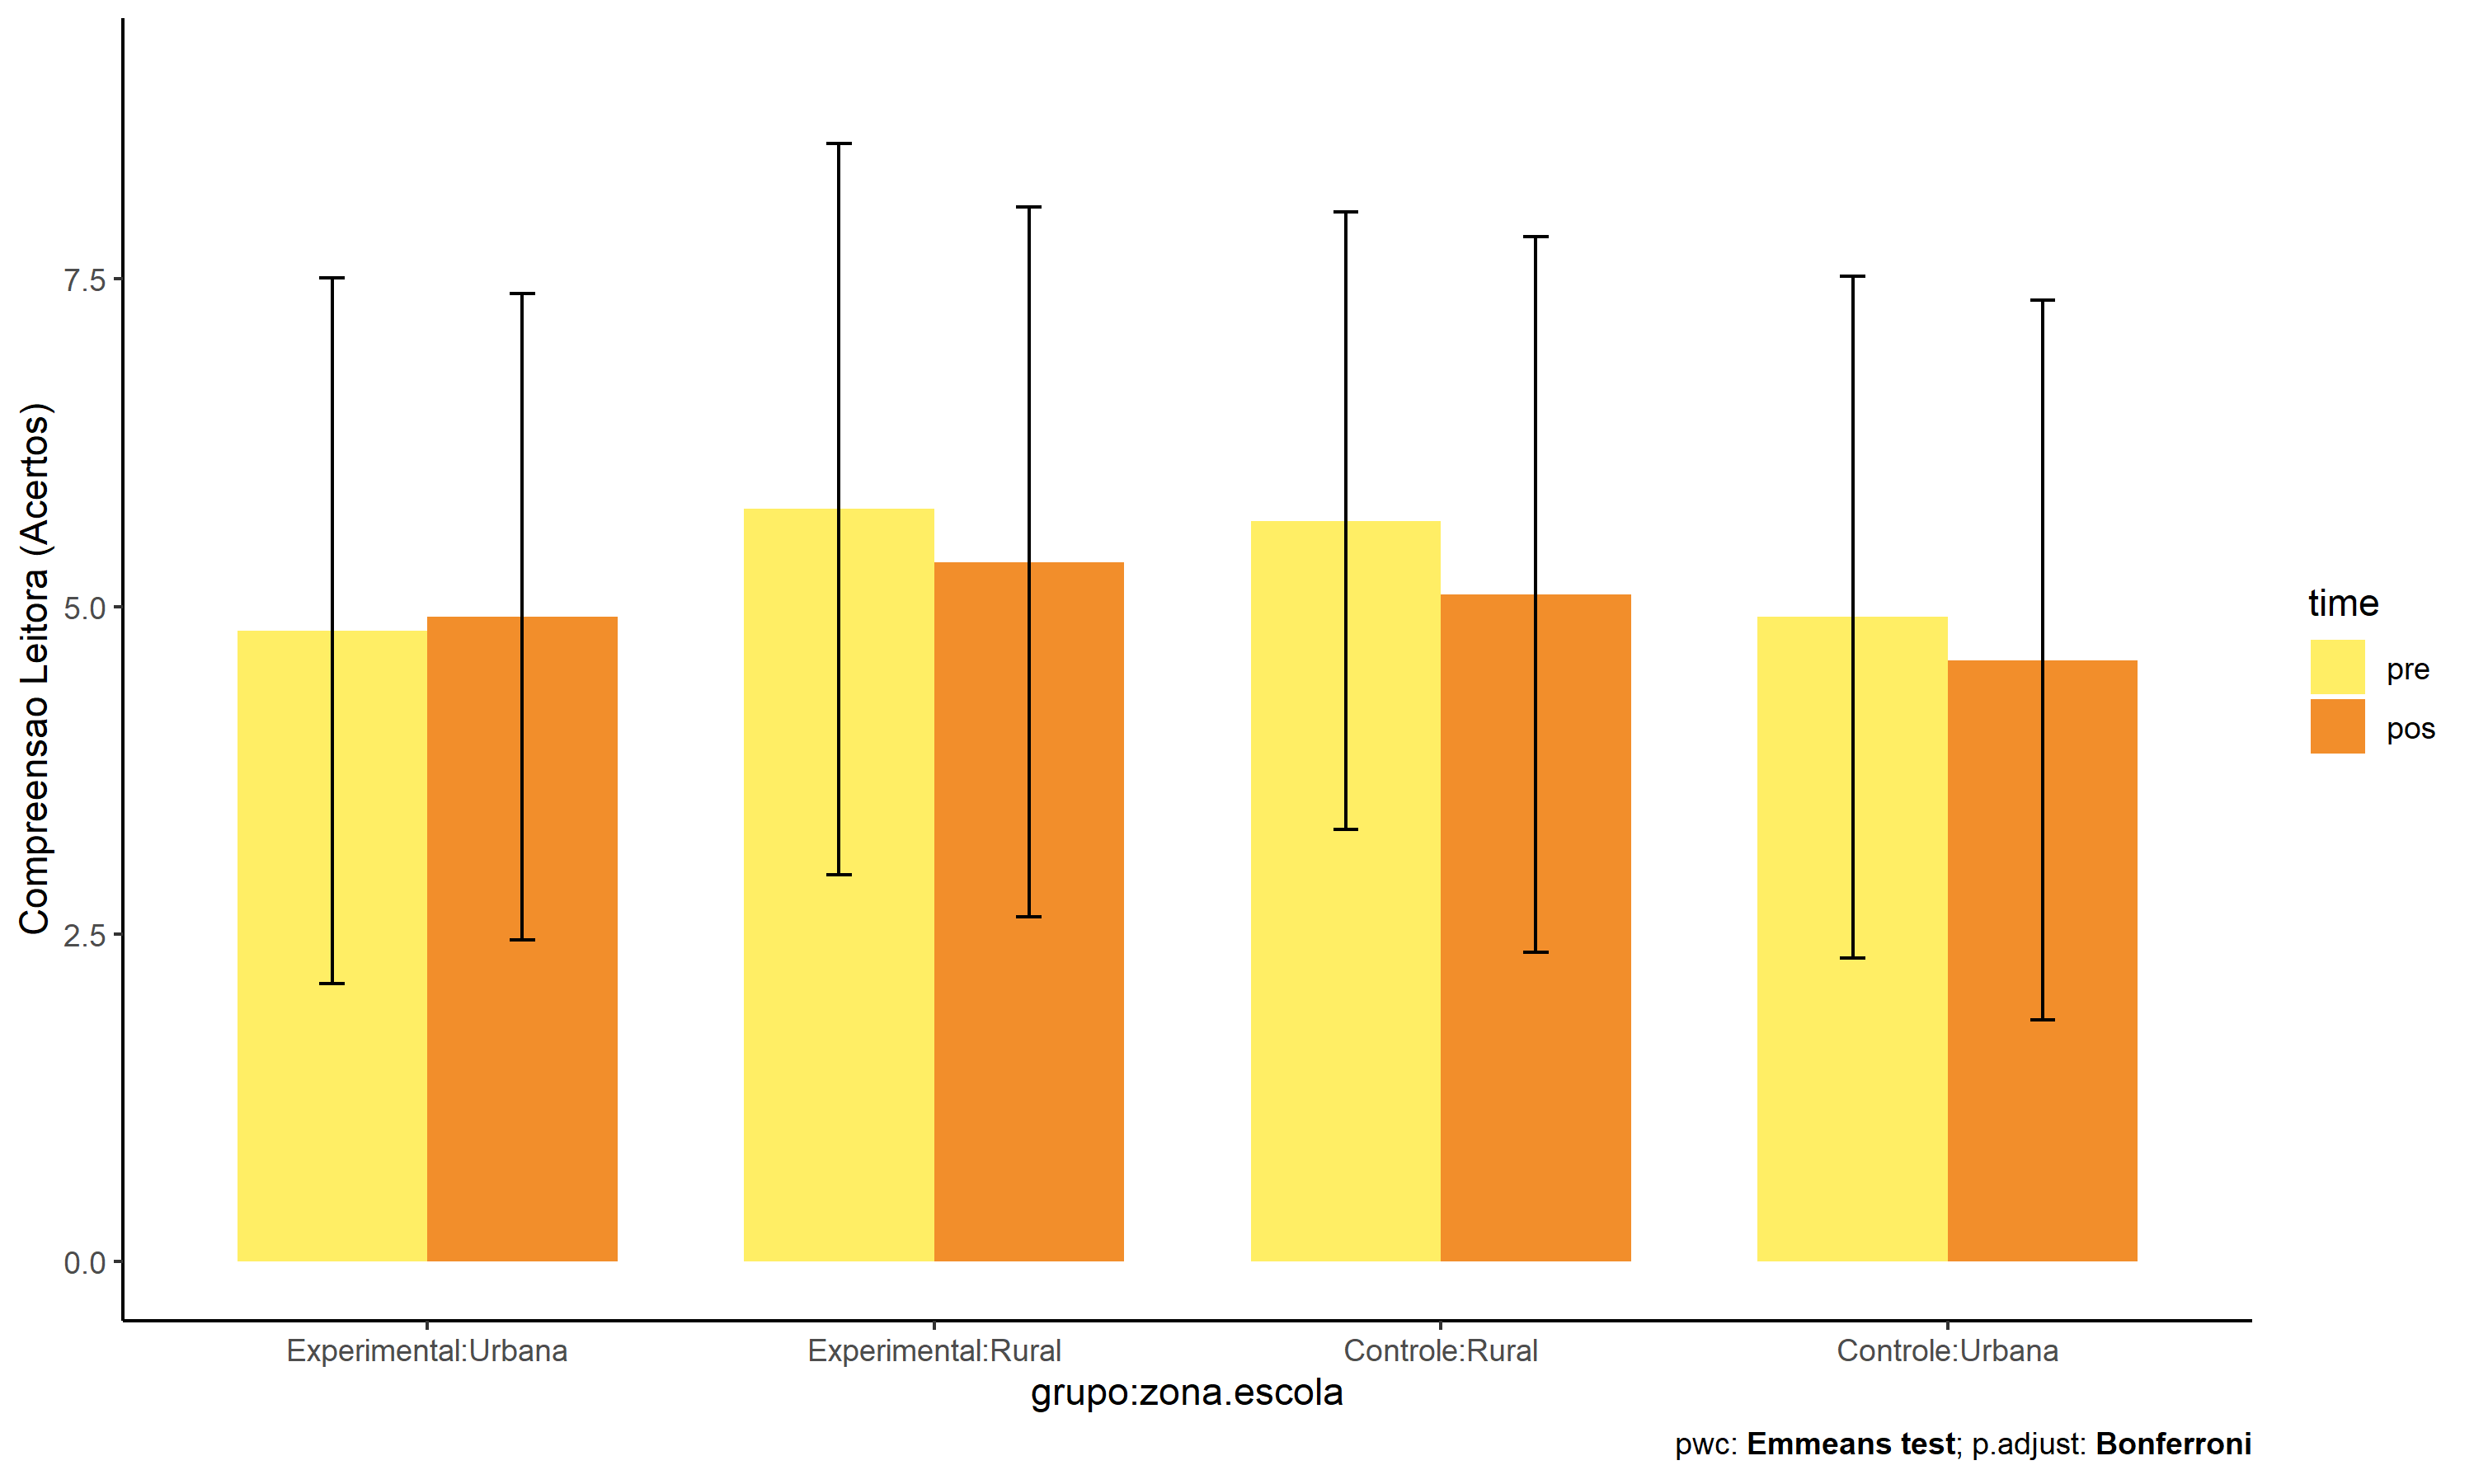 Compreensao Leitora (Acertos)
7.5
5.0
2.5
0.0
Experimental:Urbana
Experimental:Rural
Controle:Rural
Controle:Urbana
grupo:zona.escola
time
pre
pos
pwc: Emmeans test; p.adjust: Bonferroni